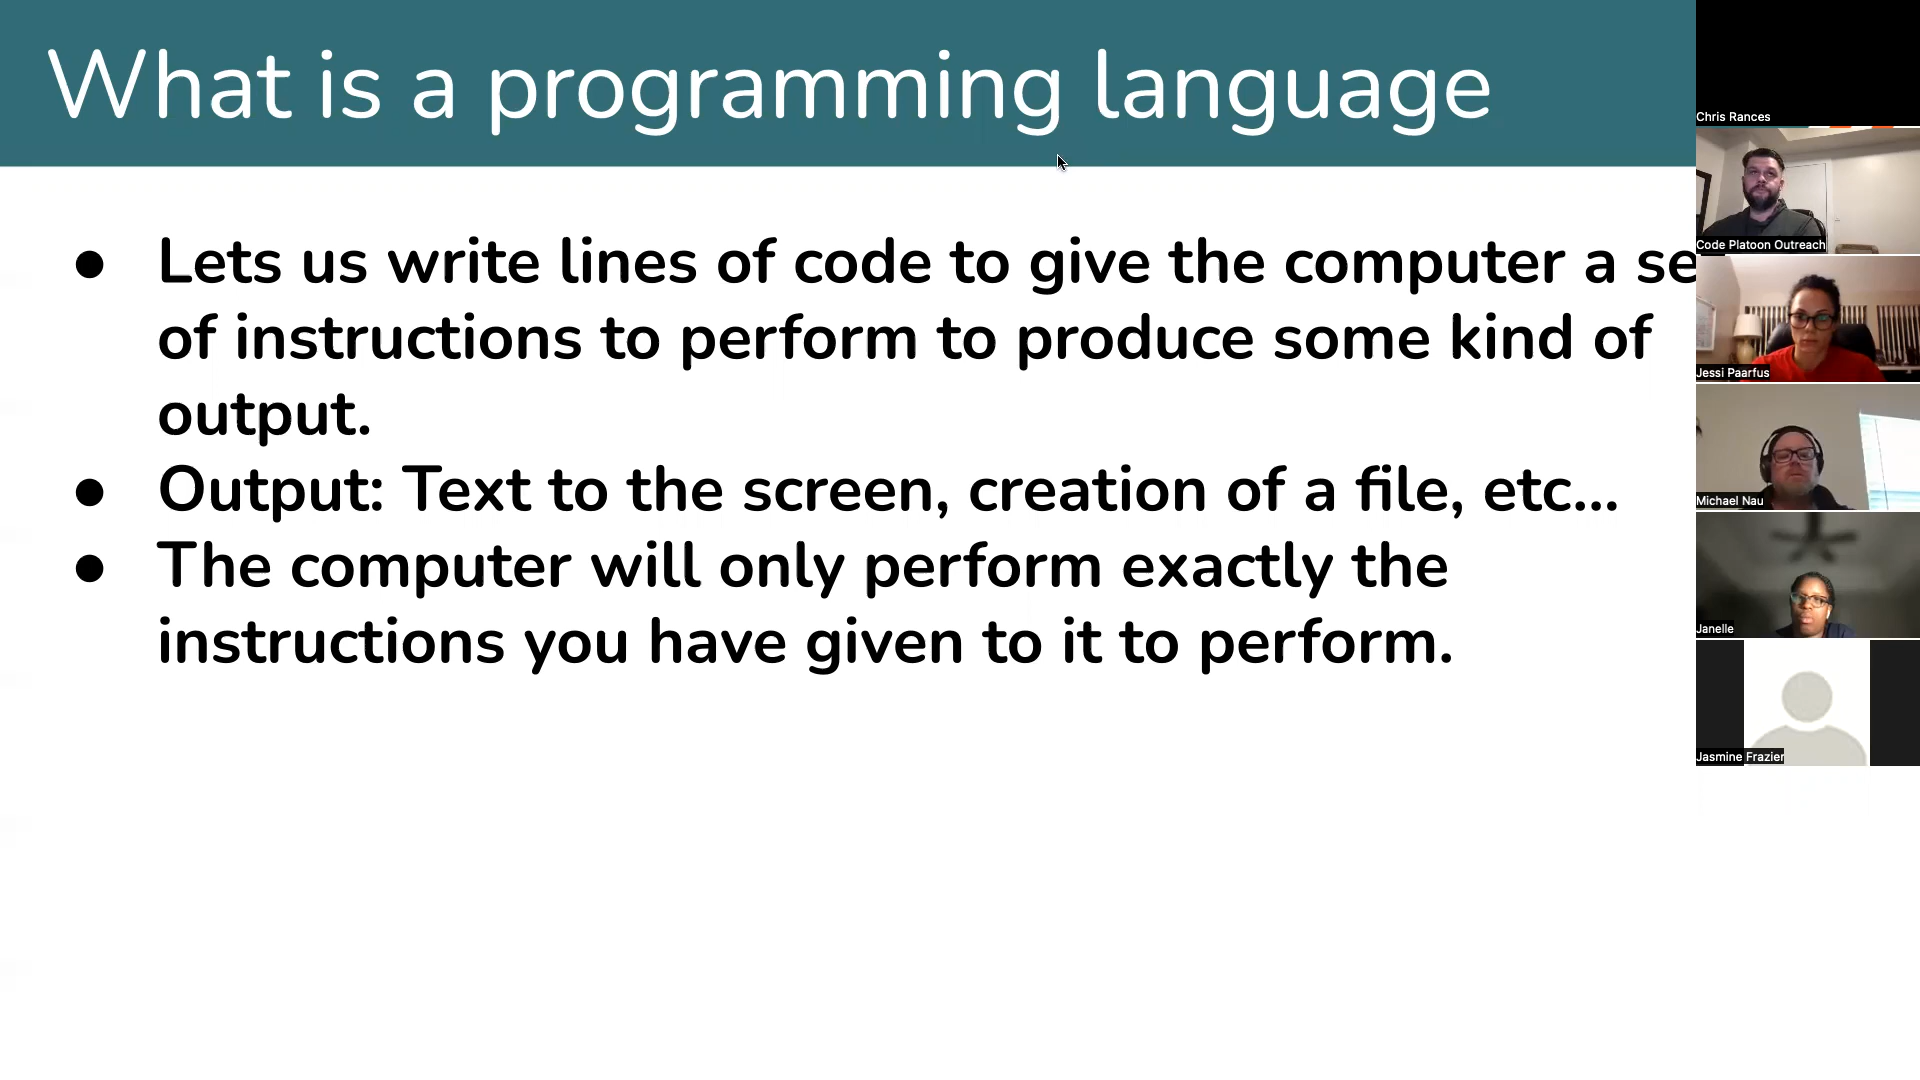 What is a programming language
● Lets us write lines of code to give the computer a se
of instructions to perform to produce some kind of
output.
● Output: Text to the screen, creation of a file, etc...
● The computer will only perform exactly the
instructions you have given to it to perform.
Chris Rances
Code Platoon Outreach
Jessi Paarfus
Michael Nau
Janelle
Jasmine Frazier